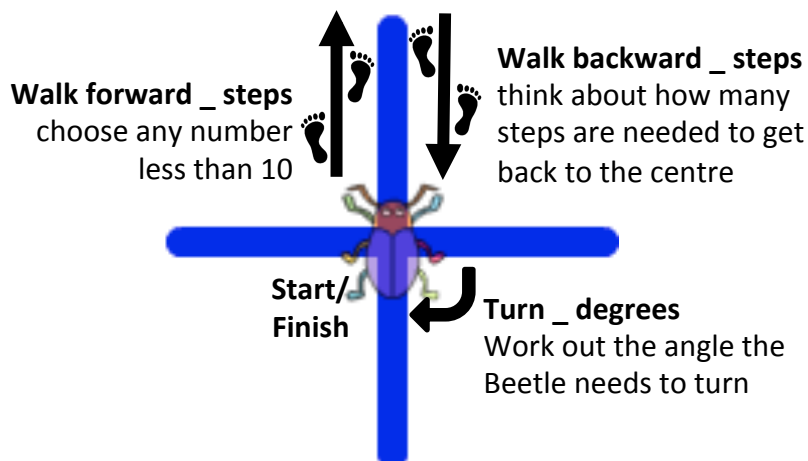 Walk forward _ steps
choose any number
less than 10
Walk backward _ steps
think about how many
steps are needed to get
back to the centre
Start/
Finish
Turn _ degrees
Work out the angle the
Beetle needs to turn